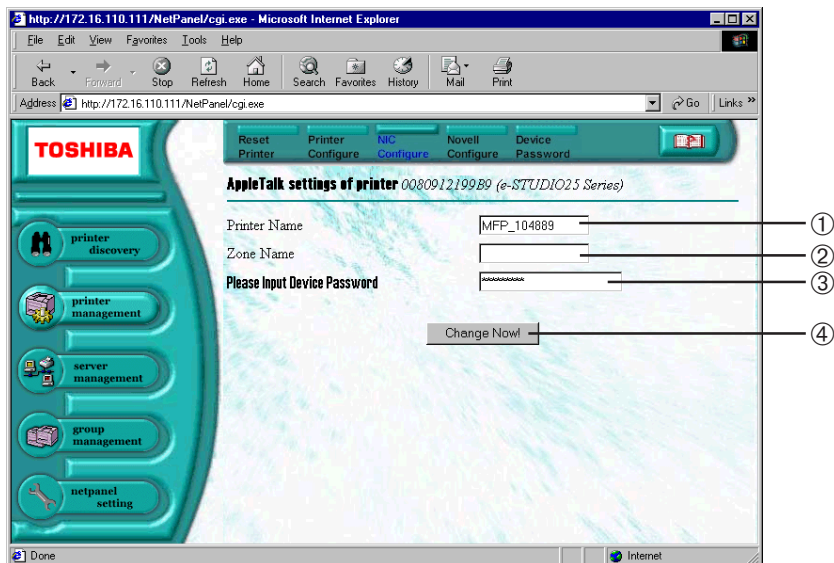 http://172.16.110.111/NetPanel/cgi.exe - Microsoft Internet Explorer
File Edit View Favorites Tools Help
Back Forward Stop Refresh Home Search Favorites History Mail Print
Address http://172.16.110.111/NetPanel/cgi.exe Go Links »
TOSHIBA
Reset Printer
Printer Configure
NIC Configure
Novell Configure
Device Password
AppleTalk settings of printer 0080912199B9 (e-STUDIO25 Series)
Printer Name MFP_104889 ①
Zone Name ②
Please Input Device Password ********* ③
Change Now! ④
printer discovery
printer management
server management
group management
netpanel setting
Done Internet